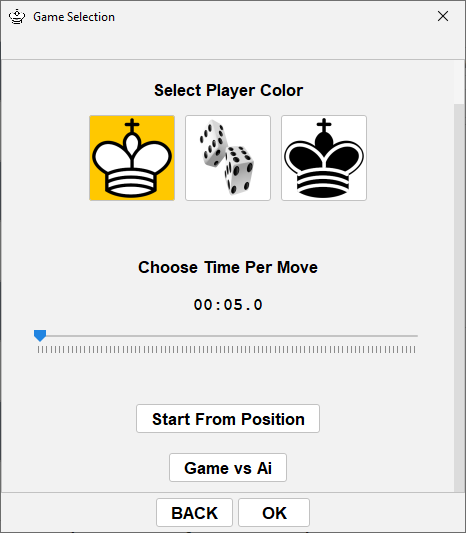 Game Selection
Select Player Color
Choose Time Per Move
00:05.0
Start From Position
Game vs Ai
BACK
OK